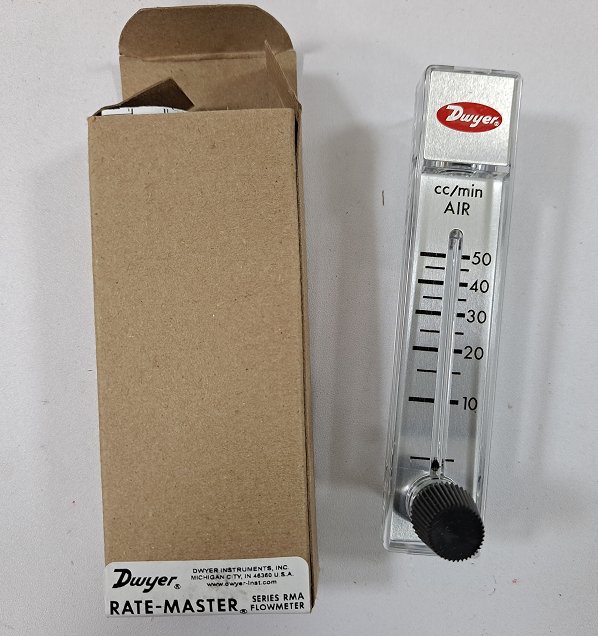 Dwyer®
cc/min
AIR
50
40
30
20
10
Dwyer®
DWYER INSTRUMENTS, INC.
MICHIGAN CITY, IN 46360 U.S.A.
www.dwyer-inst.com
RATE-MASTER®
SERIES RMA
FLOWMETER